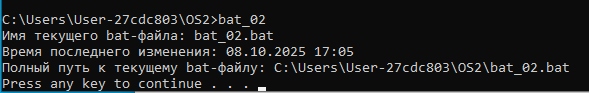 C:\Users\User-27cdc803\OS2>bat_02
Имя текущего bat-файла: bat_02.bat
Время последнего изменения: 08.10.2025 17:05
Полный путь к текущему bat-файлу: C:\Users\User-27cdc803\OS2\bat_02.bat
Press any key to continue . . .